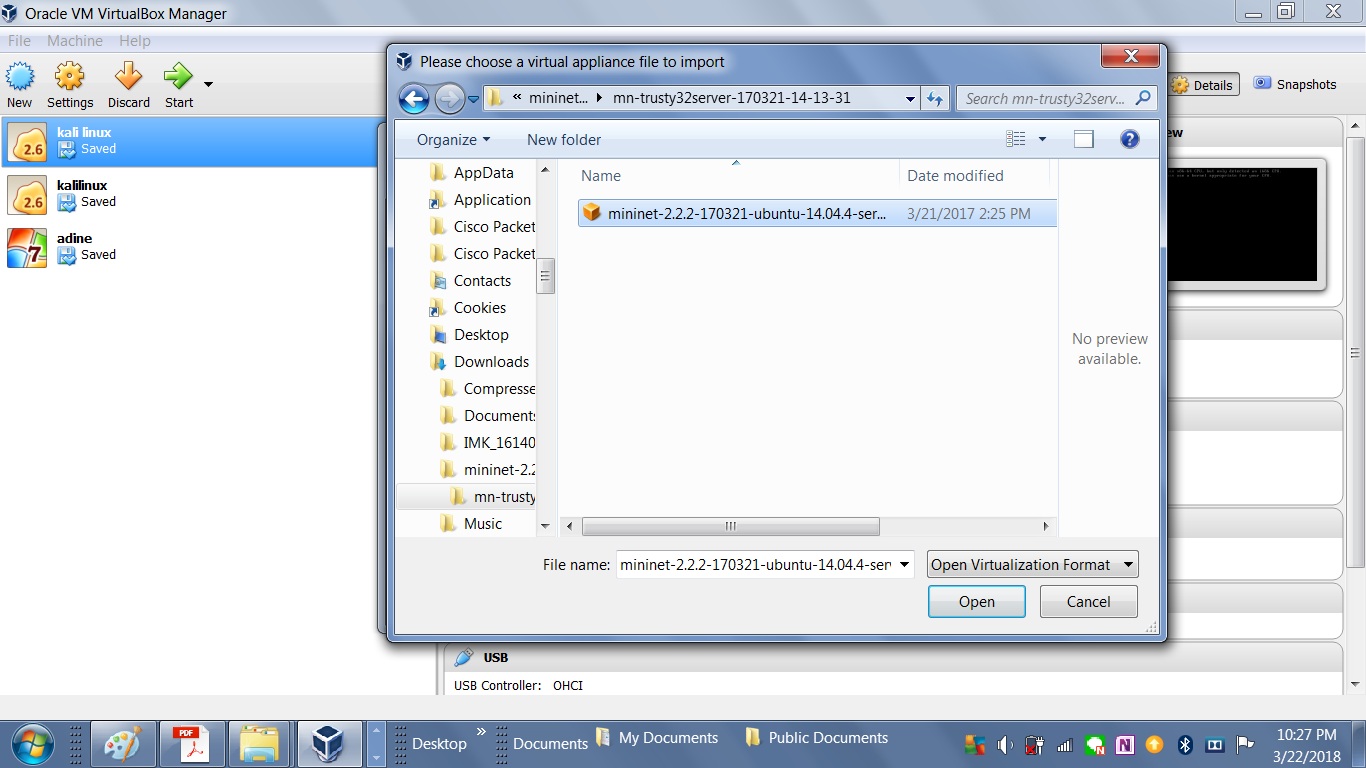 Oracle VM VirtualBox Manager
File Machine Help
New Settings Discard Start
Details Snapshots
kali linux
Saved
kalilinux
Saved
adine
Saved
Please choose a virtual appliance file to import
« mininet... mn-trusty32server-170321-14-13-31
Search mn-trusty32serv...
Organize New folder
AppData
Application
Cisco Packet
Cisco Packet
Contacts
Cookies
Desktop
Downloads
Compresse
Documents
IMK_16140
mininet-2.2
mn-trusty
Music
Name Date modified
mininet-2.2.2-170321-ubuntu-14.04.4-ser... 3/21/2017 2:25 PM
No preview
available.
File name: mininet-2.2.2-170321-ubuntu-14.04.4-ser
Open Virtualization Format
Open Cancel
USB
USB Controller: OHCI
Desktop » Documents My Documents Public Documents
10:27 PM
3/22/2018